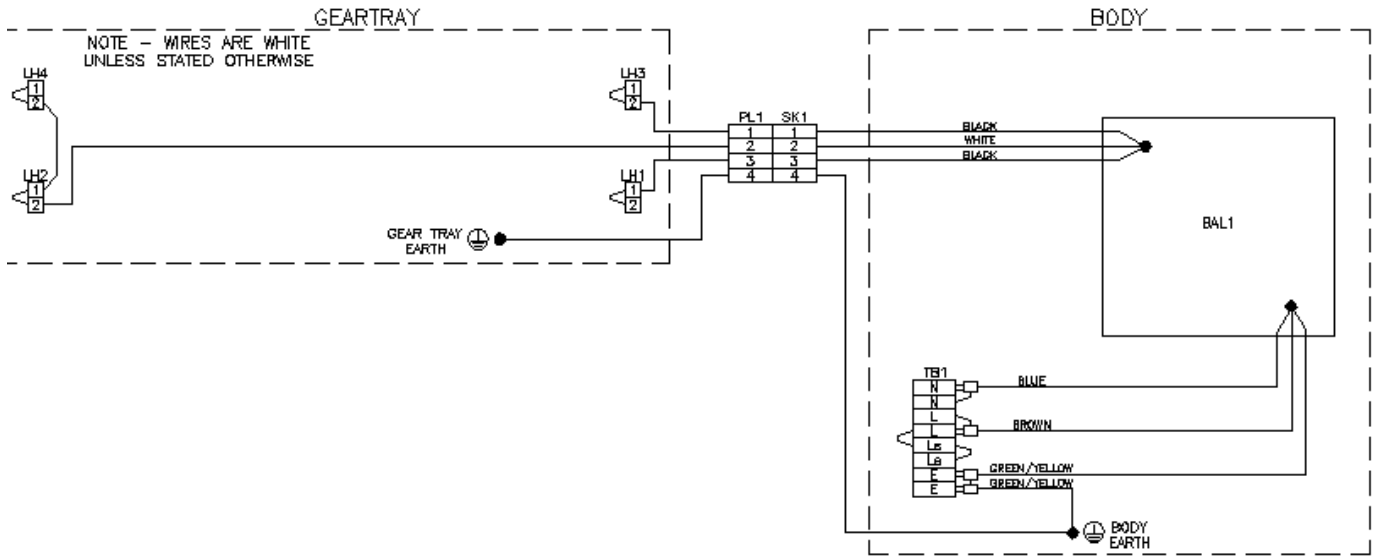 GEARTRAY
BODY
NOTE - WIRES ARE WHITE
UNLESS STATED OTHERWISE
LH4
1
2
LH3
1
2
LH2
1
2
LH1
1
2
PL1 SK1
1 1
2 2
3 3
4 4
BLACK
WHITE
BLACK
BAL1
GEAR TRAY
EARTH
TB1
N
N
L
L
Ls
Ls
E
E
BLUE
BROWN
GREEN/YELLOW
GREEN/YELLOW
BODY
EARTH